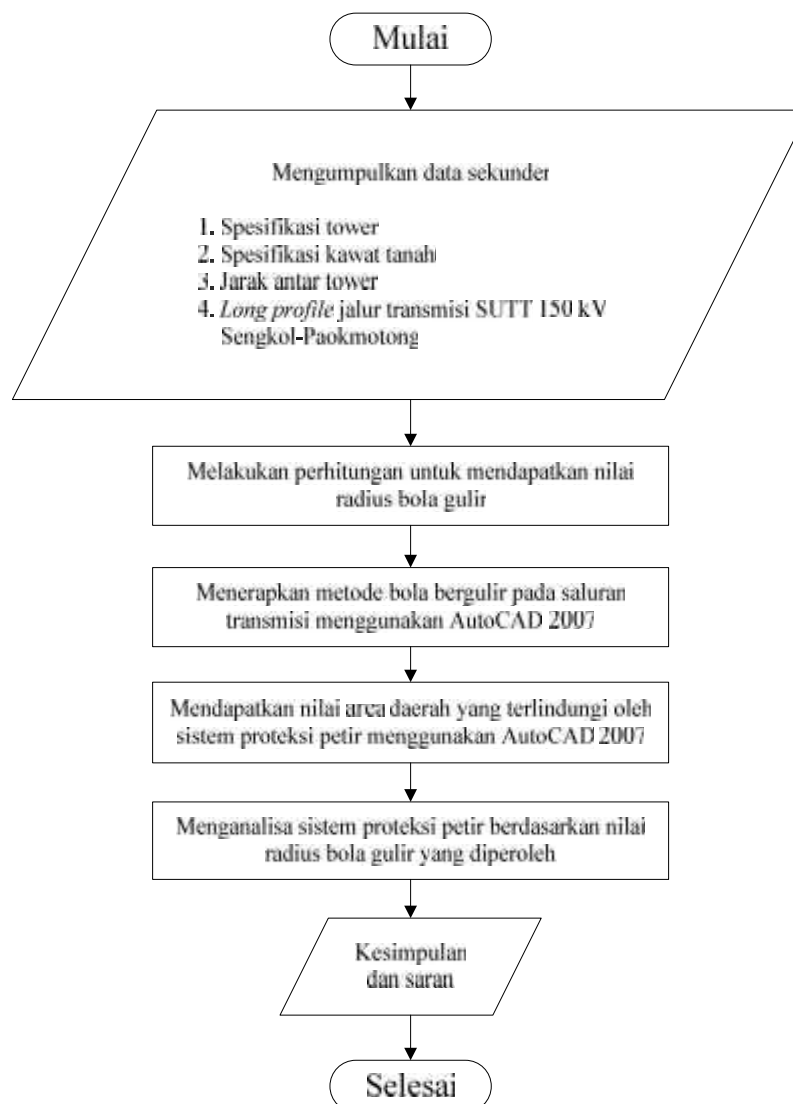 Mulai
Mengumpulkan data sekunder
1. Spesifikasi tower
2. Spesifikasi kawat tanah
3. Jarak antar tower
4. Long profile jalur transmisi SUTT 150 kV
Sengkol-Paokmotong
Melakukan perhitungan untuk mendapatkan nilai
radius bola gulir
Menerapkan metode bola bergulir pada saluran
transmisi menggunakan AutoCAD 2007
Mendapatkan nilai area daerah yang terlindungi oleh
sistem proteksi petir menggunakan AutoCAD 2007
Menganalisa sistem proteksi petir berdasarkan nilai
radius bola gulir yang diperoleh
Kesimpulan
dan saran
Selesai